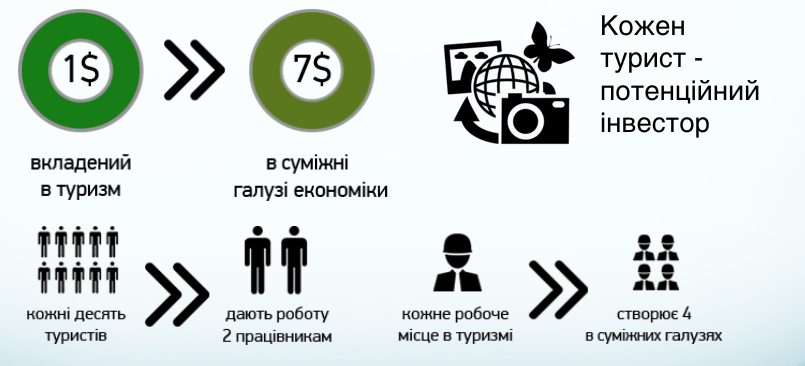 1$
7$
Кожен
турист -
потенційний
інвестор
вкладений
в туризм
в суміжні
галузі економіки
кожні десять
туристів
дають роботу
2 працівникам
кожне робоче
місце в туризмі
створює 4
в суміжних галузях